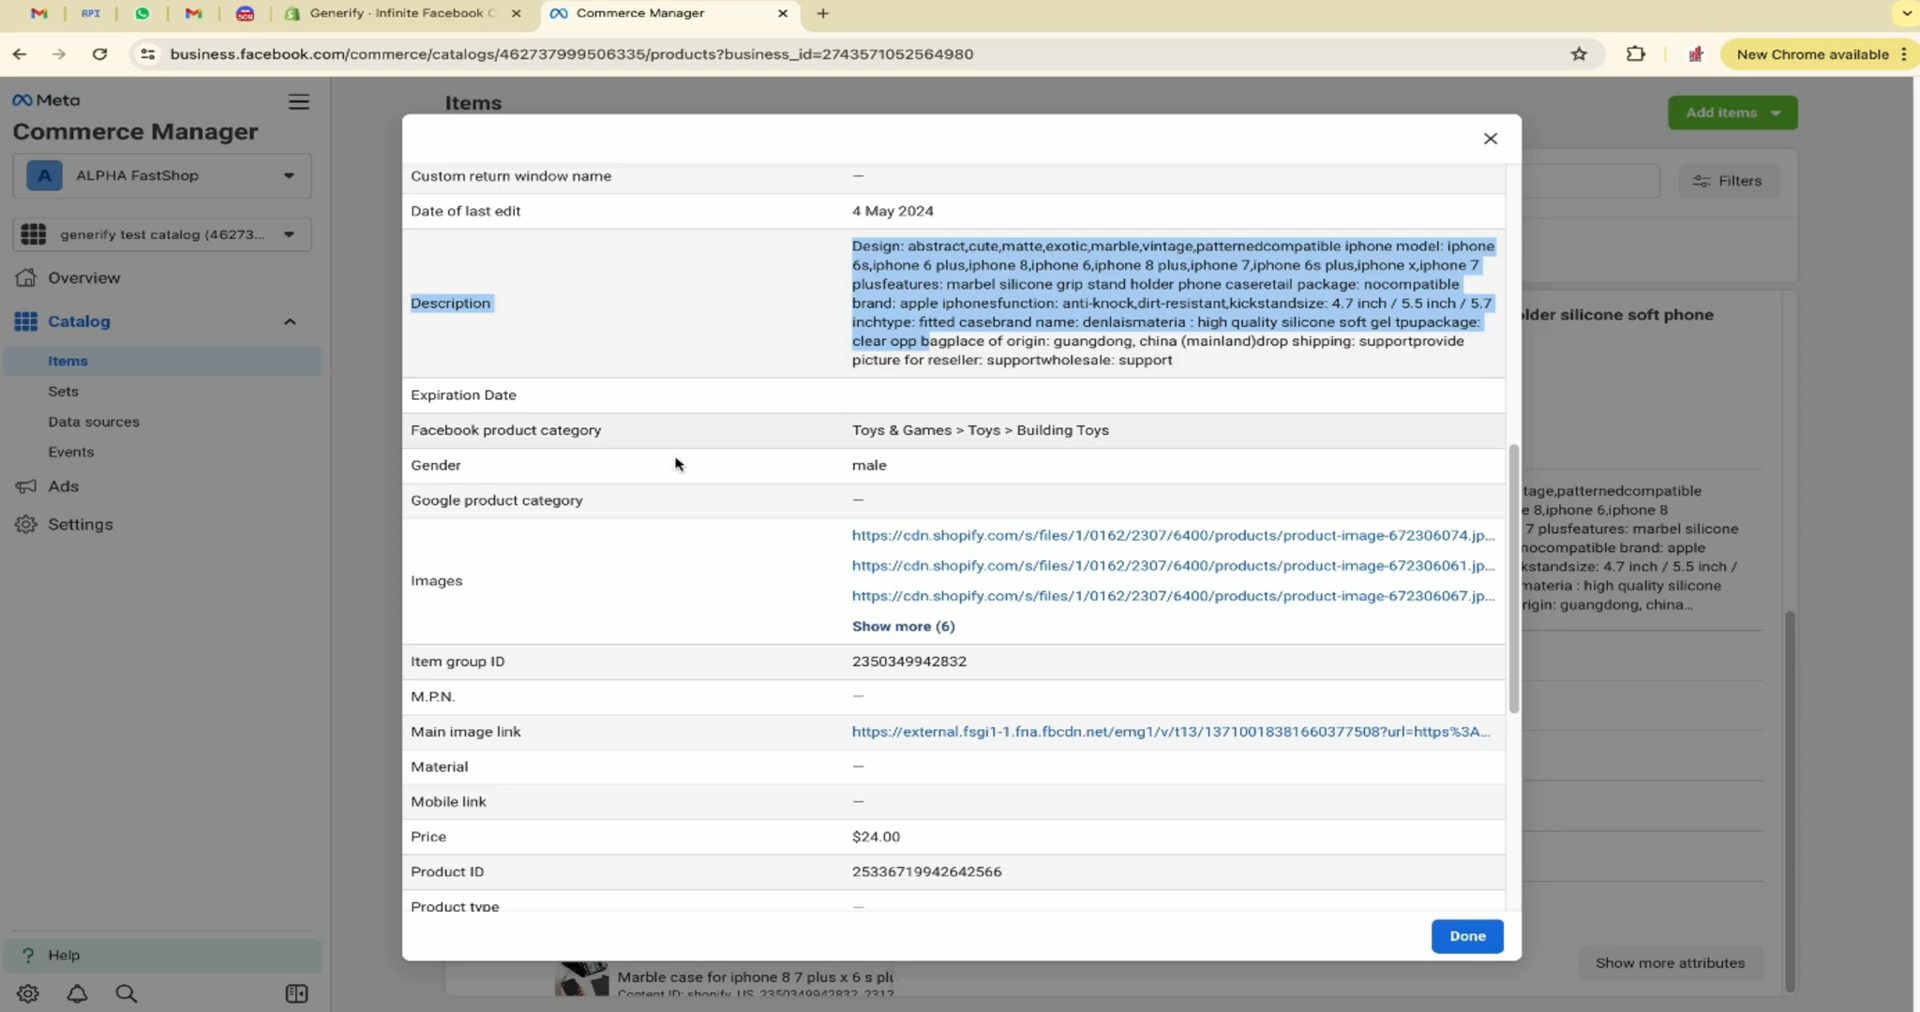 API
Generify · Infinite Facebook C
Commerce Manager
business.facebook.com/commerce/catalogs/462737999506335/products?business_id=2743571052564980
New Chrome available
Meta
Commerce Manager
A
ALPHA FastShop
generify test catalog (46273...
Overview
Catalog
Items
Sets
Data sources
Events
Ads
Settings
Help
Items
Add items
Filters
Custom return window name
—
Date of last edit
4 May 2024
Description
Design: abstract,cute,matte,exotic,marble,vintage,patternedcompatible iphone model: iphone
6s,iphone 6 plus,iphone 8,iphone 6,iphone 8 plus,iphone 7,iphone 6s plus,iphone x,iphone 7
plusfeatures: marbel silicone grip stand holder phone caseretail package: nocompatible
brand: apple iphonesfunction: anti-knock,dirt-resistant,kickstandsize: 4.7 inch / 5.5 inch / 5.7
inchtype: fitted casebrand name: denlaismateria : high quality silicone soft gel tpupackage:
clear opp bagplace of origin: guangdong, china (mainland)drop shipping: supportprovide
picture for reseller: supportwholesale: support
Expiration Date
Facebook product category
Toys & Games > Toys > Building Toys
Gender
male
Google product category
—
Images
https://cdn.shopify.com/s/files/1/0162/2307/6400/products/product-image-672306074.jp...
https://cdn.shopify.com/s/files/1/0162/2307/6400/products/product-image-672306061.jp...
https://cdn.shopify.com/s/files/1/0162/2307/6400/products/product-image-672306067.jp...
Show more (6)
Item group ID
2350349942832
M.P.N.
—
Main image link
https://external.fsgi1-1.fna.fbcdn.net/emg1/v/t13/13710018381660377508?url=https%3A...
Material
—
Mobile link
—
Price
$24.00
Product ID
25336719942642566
Product type
—
Done
lder silicone soft phone
tage,patternedcompatible
e 8,iphone 6,iphone 8
7 plusfeatures: marbel silicone
nocompatible brand: apple
kstandsize: 4.7 inch / 5.5 inch /
materia : high quality silicone
rigin: guangdong, china...
Show more attributes
Marble case for iphone 8 7 plus x 6 s plu
Content ID: shopify_US_2350349942832_2312